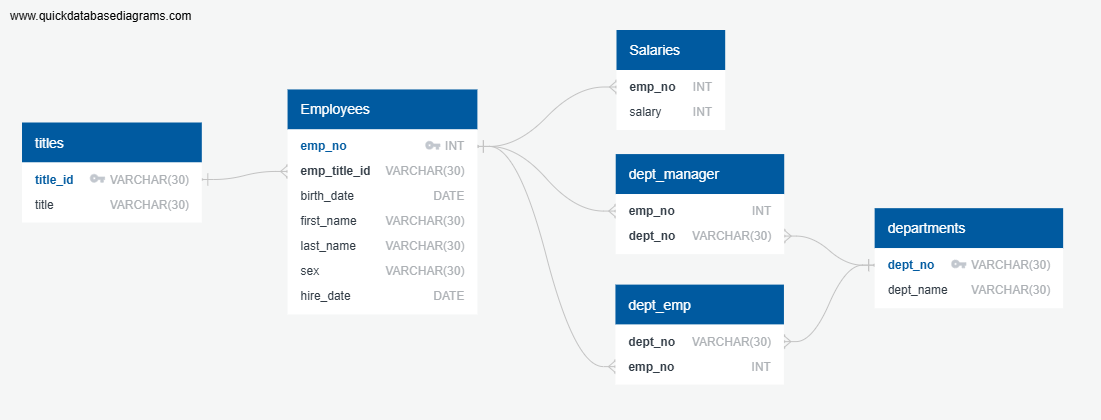 www.quickdatabasediagrams.com
titles
title_id VARCHAR(30)
title VARCHAR(30)
Employees
emp_no INT
emp_title_id VARCHAR(30)
birth_date DATE
first_name VARCHAR(30)
last_name VARCHAR(30)
sex VARCHAR(30)
hire_date DATE
Salaries
emp_no INT
salary INT
dept_manager
emp_no INT
dept_no VARCHAR(30)
dept_emp
dept_no VARCHAR(30)
emp_no INT
departments
dept_no VARCHAR(30)
dept_name VARCHAR(30)